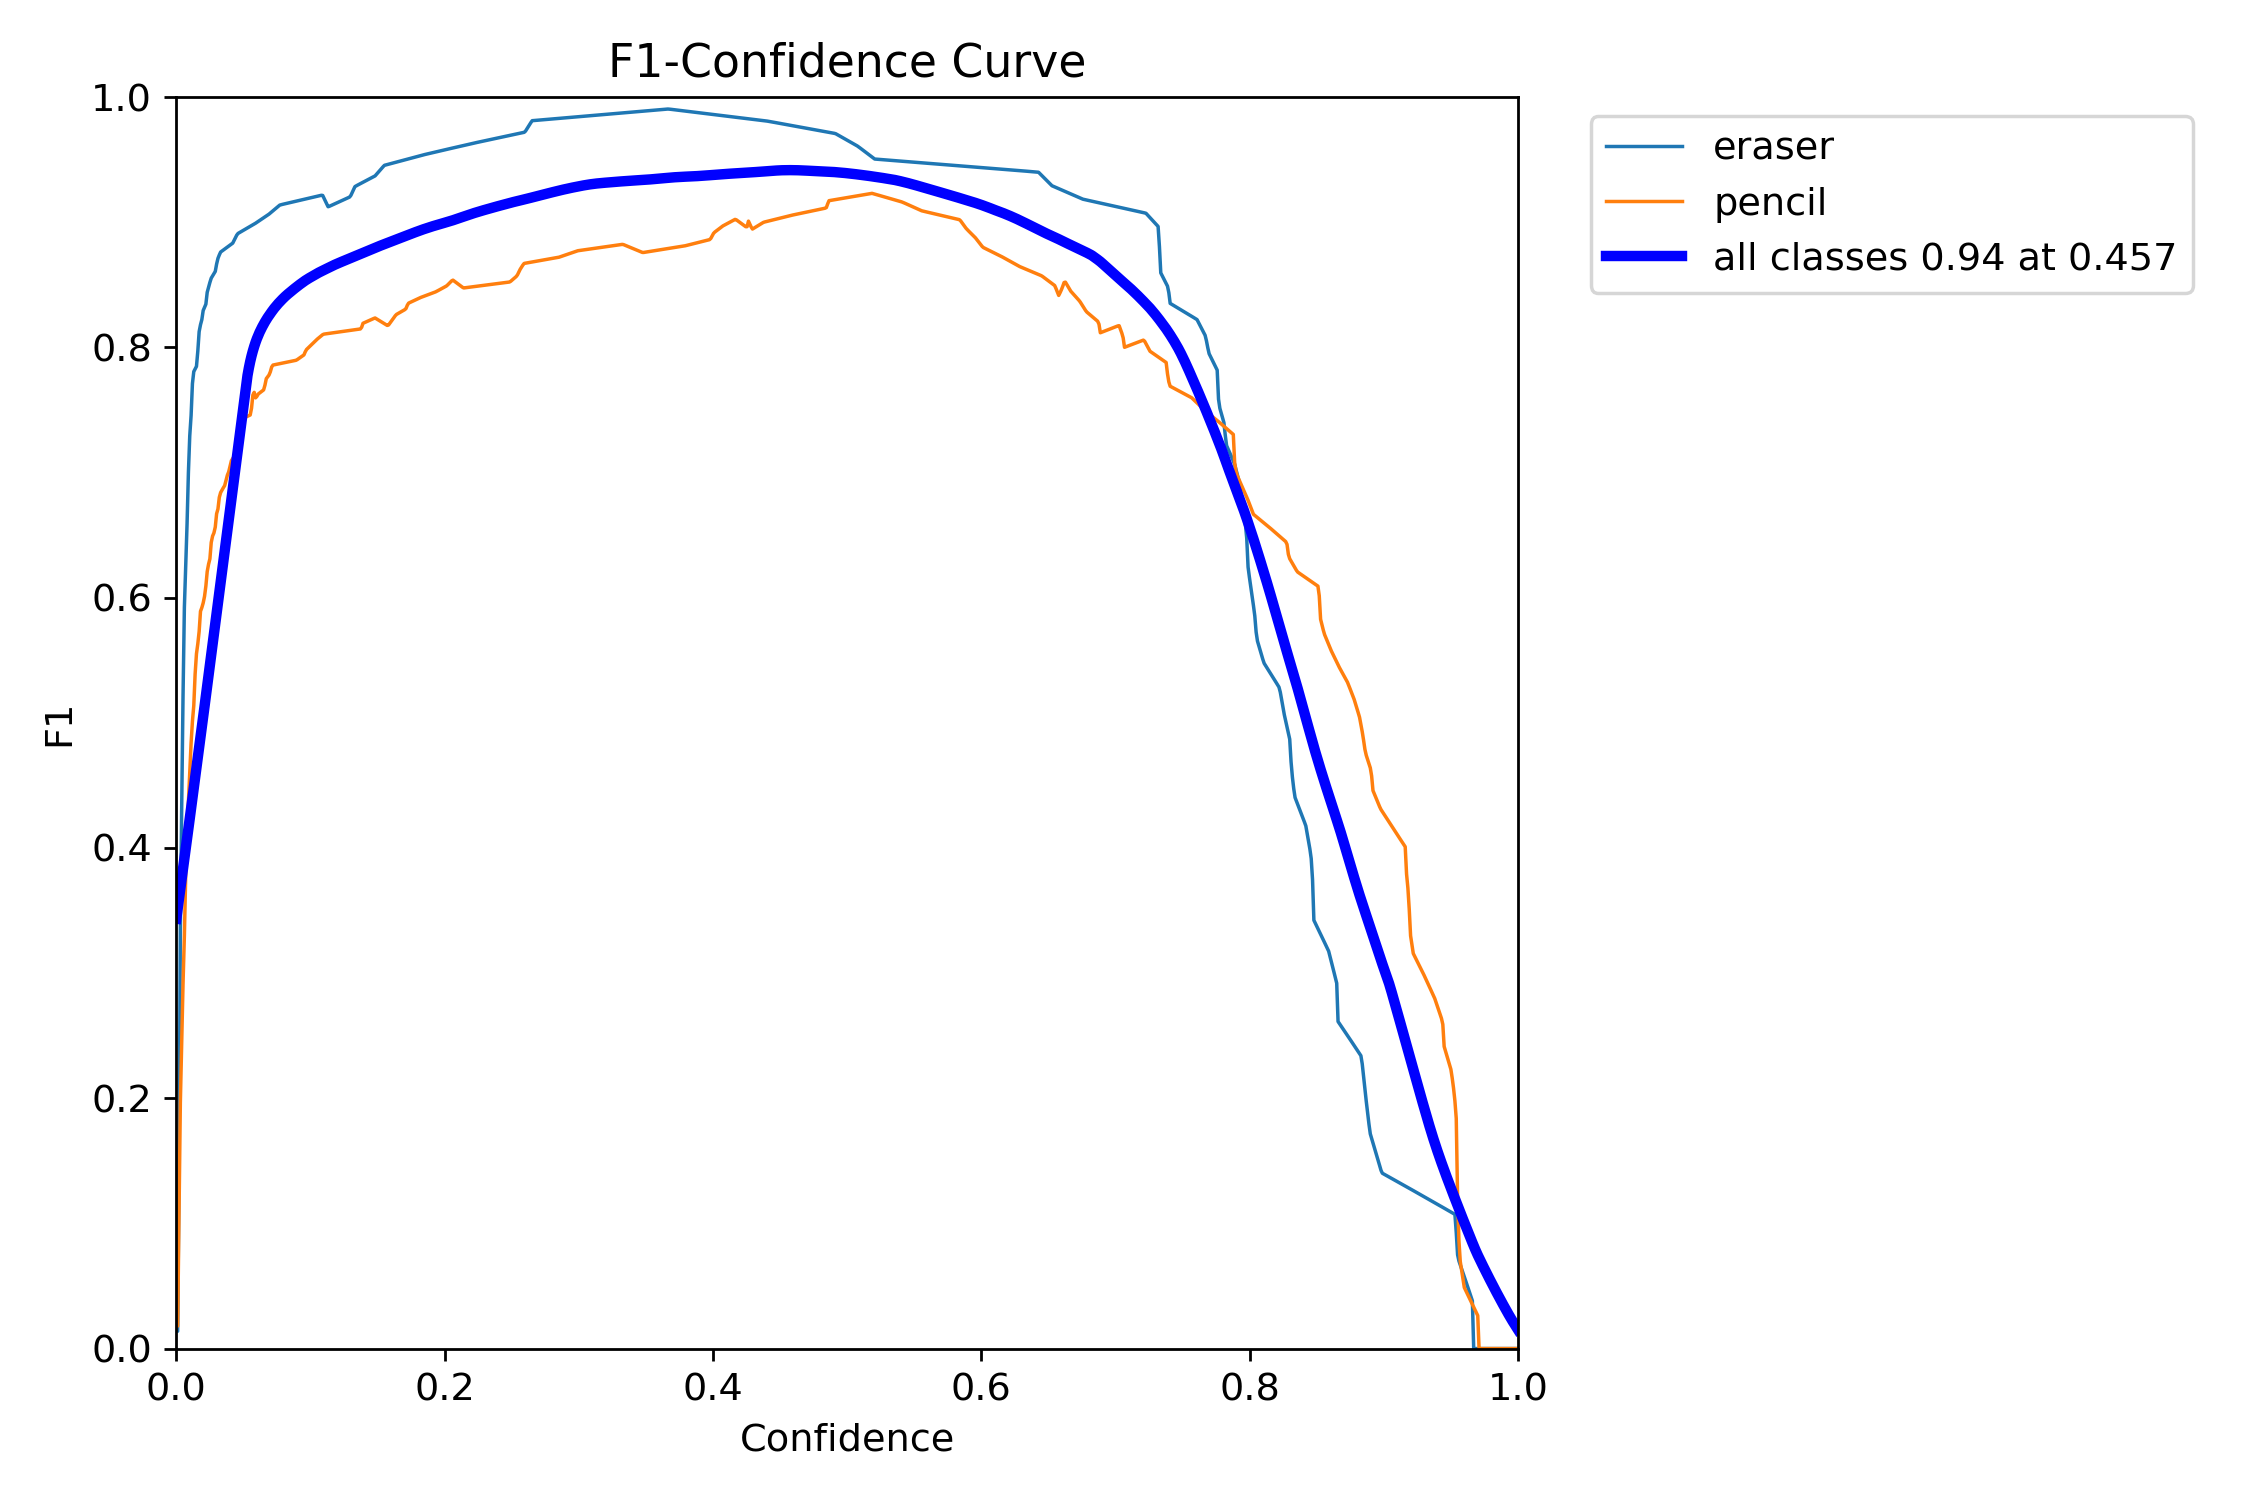 F1-Confidence Curve
1.0
0.8
0.6
0.4
0.2
0.0
F1
0.0 0.2 0.4 0.6 0.8 1.0
Confidence
eraser
pencil
all classes 0.94 at 0.457